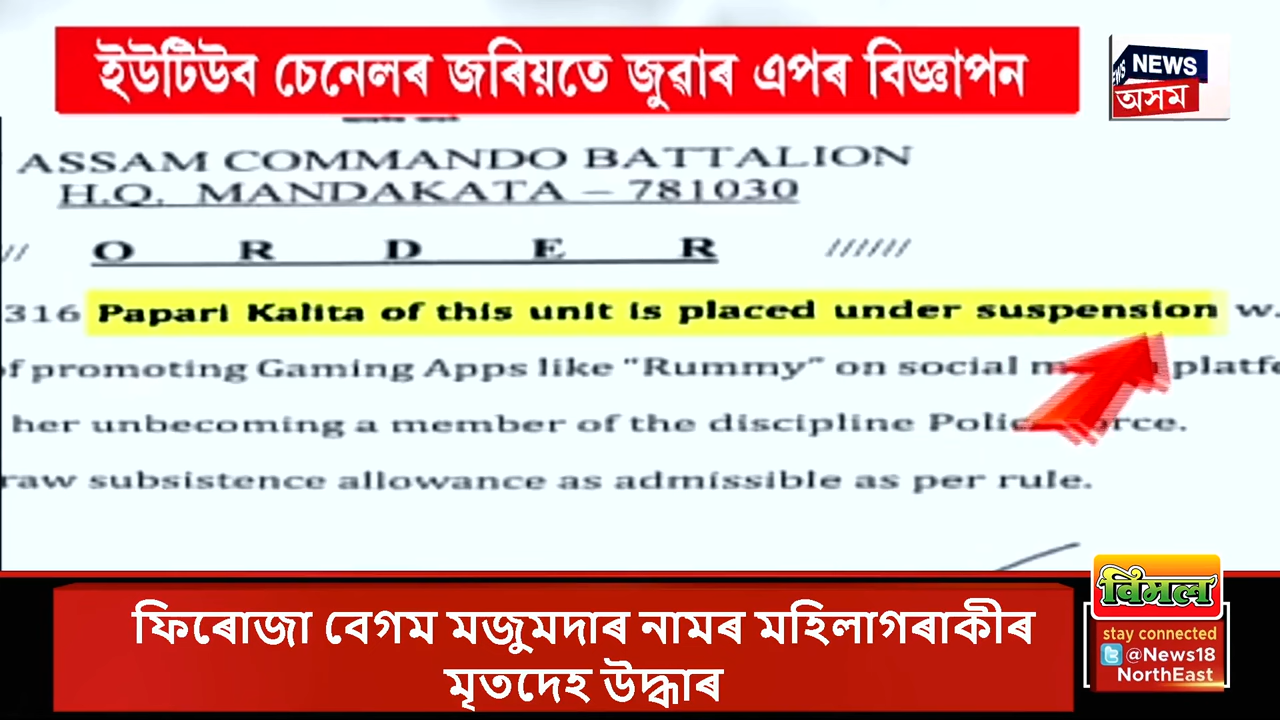 ইউটিউব চেনেলৰ জৰিয়তে জুৱাৰ এপৰ বিজ্ঞাপন
NEWS
অসম
ASSAM COMMANDO BATTALION
H.Q. MANDAKATA – 781030
// O R D E R //////
316 Papari Kalita of this unit is placed under suspension w.
of promoting Gaming Apps like "Rummy" on social
her unbecoming a member of the discipline
raw subsistence allowance as admissible as per rule.
ফিৰোজা বেগম মজুমদাৰ নামৰ মহিলাগৰাকীৰ
মৃতদেহ উদ্ধাৰ
विमल
stay connected
@News18
NorthEast